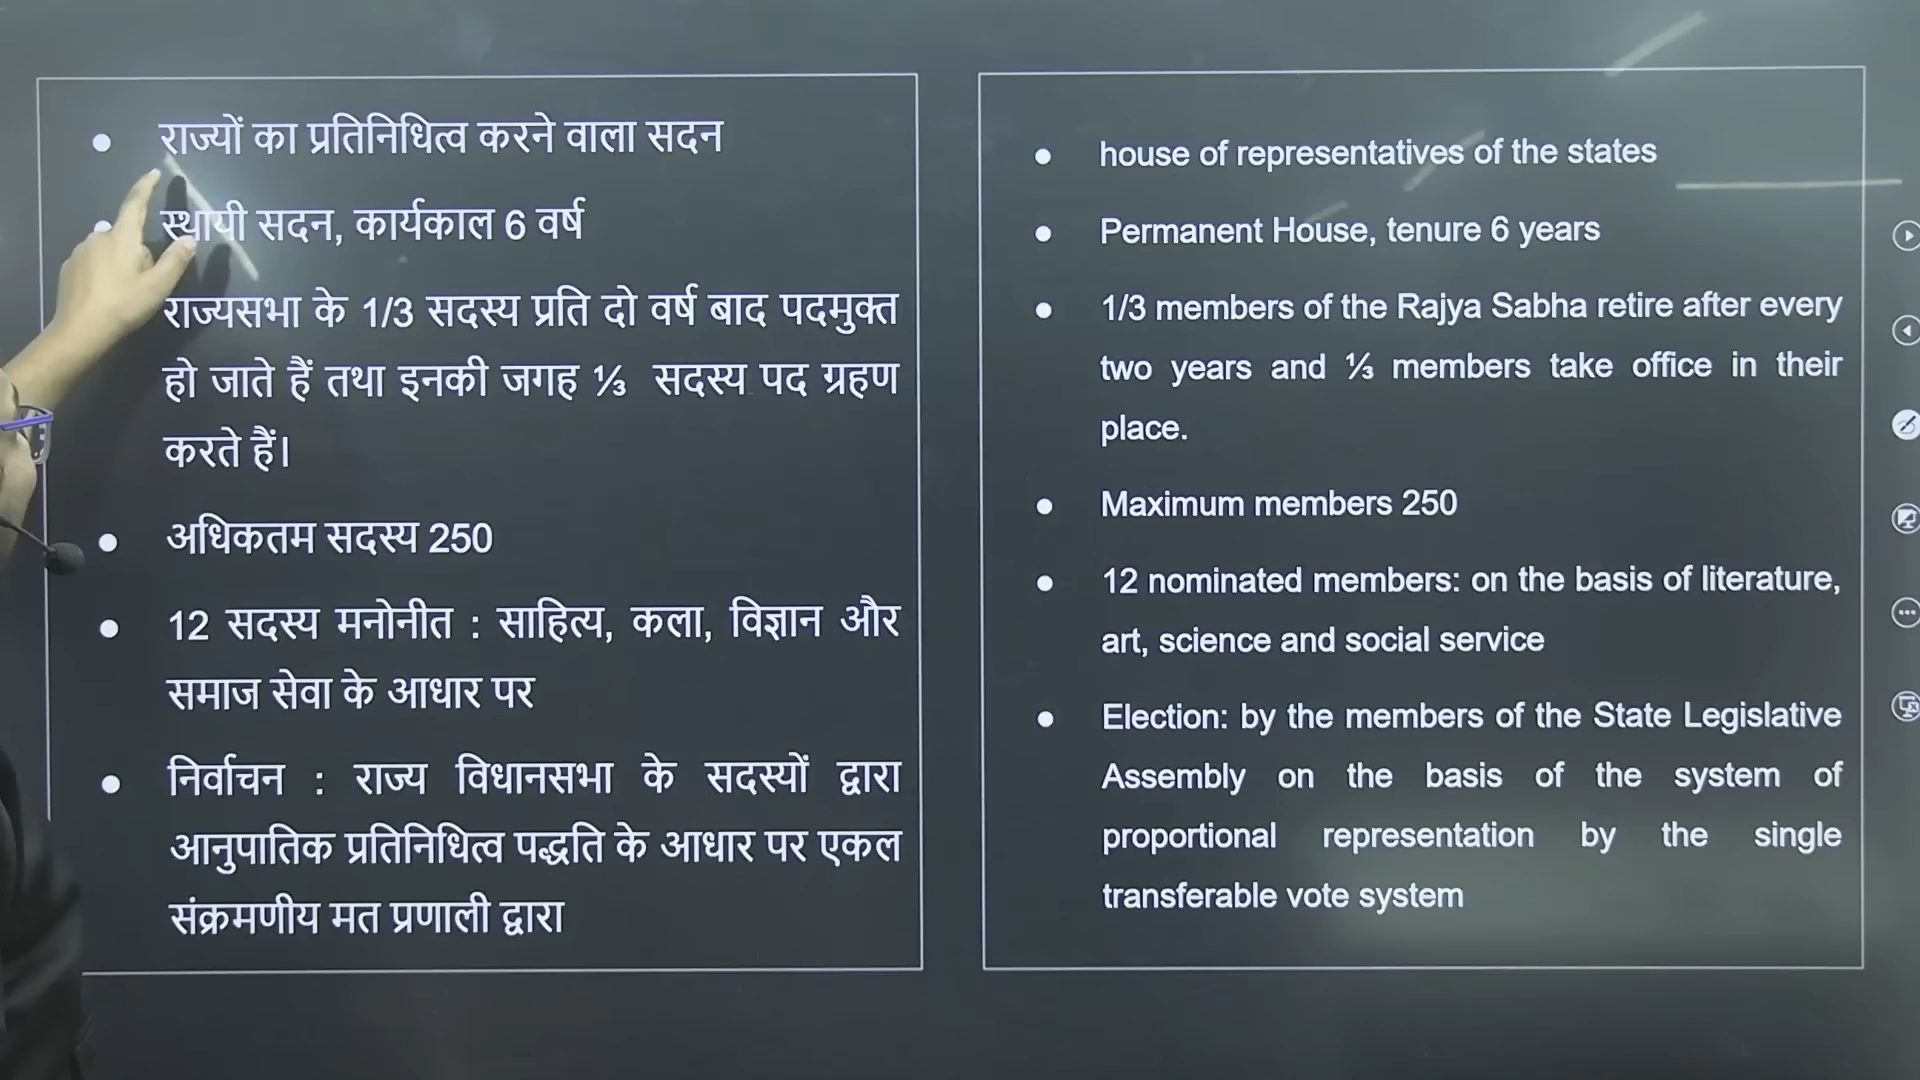 राज्यों का प्रतिनिधित्व करने वाला सदन
स्थायी सदन, कार्यकाल 6 वर्ष
राज्यसभा के 1/3 सदस्य प्रति दो वर्ष बाद पदमुक्त
हो जाते हैं तथा इनकी जगह ⅓ सदस्य पद ग्रहण
करते हैं।
अधिकतम सदस्य 250
12 सदस्य मनोनीत : साहित्य, कला, विज्ञान और
समाज सेवा के आधार पर
निर्वाचन : राज्य विधानसभा के सदस्यों द्वारा
आनुपातिक प्रतिनिधित्व पद्धति के आधार पर एकल
संक्रमणीय मत प्रणाली द्वारा
house of representatives of the states
Permanent House, tenure 6 years
1/3 members of the Rajya Sabha retire after every
two years and ⅓ members take office in their
place.
Maximum members 250
12 nominated members: on the basis of literature,
art, science and social service
Election: by the members of the State Legislative
Assembly on the basis of the system of
proportional representation by the single
transferable vote system